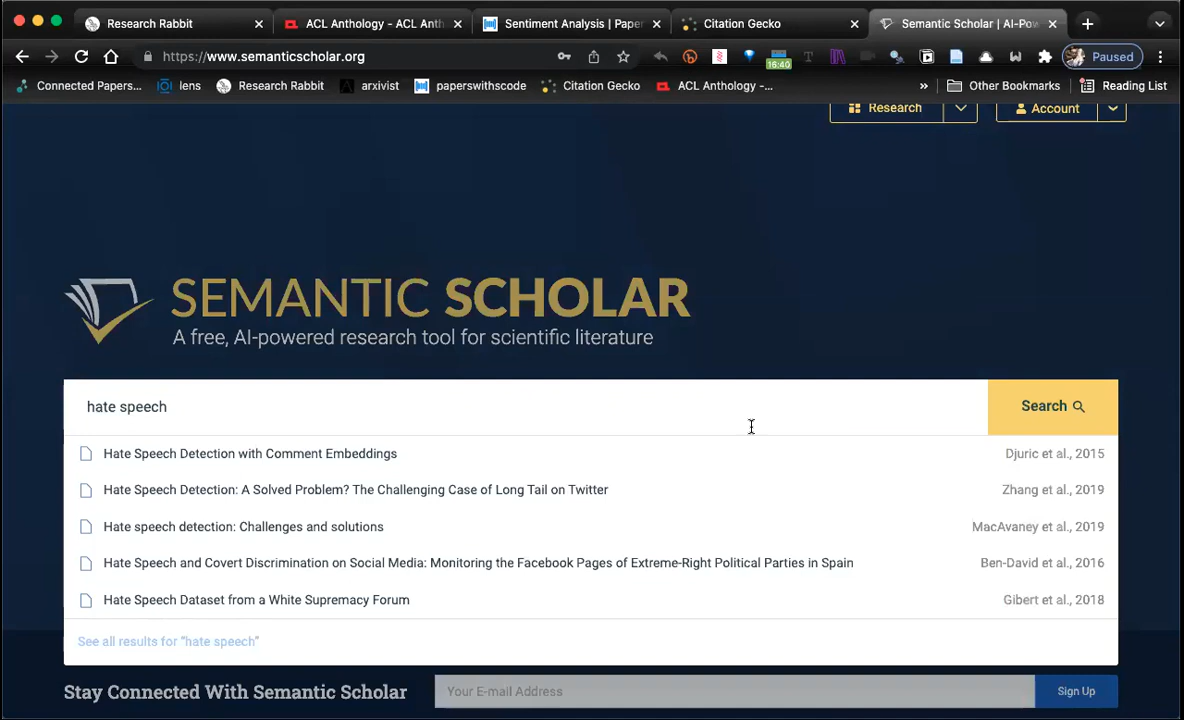 Research Rabbit
ACL Anthology - ACL Anth
Sentiment Analysis | Pape
Citation Gecko
Semantic Scholar | AI-Po
https://www.semanticscholar.org
16:40
Paused
Connected Papers...
lens
Research Rabbit
arxivist
paperswithscode
Citation Gecko
ACL Anthology -...
»
Other Bookmarks
Reading List
Research
Account
SEMANTIC SCHOLAR
A free, AI-powered research tool for scientific literature
hate speech
Search
Hate Speech Detection with Comment Embeddings
Djuric et al., 2015
Hate Speech Detection: A Solved Problem? The Challenging Case of Long Tail on Twitter
Zhang et al., 2019
Hate speech detection: Challenges and solutions
MacAvaney et al., 2019
Hate Speech and Covert Discrimination on Social Media: Monitoring the Facebook Pages of Extreme-Right Political Parties in Spain
Ben-David et al., 2016
Hate Speech Dataset from a White Supremacy Forum
Gibert et al., 2018
See all results for "hate speech"
Stay Connected With Semantic Scholar
Your E-mail Address
Sign Up